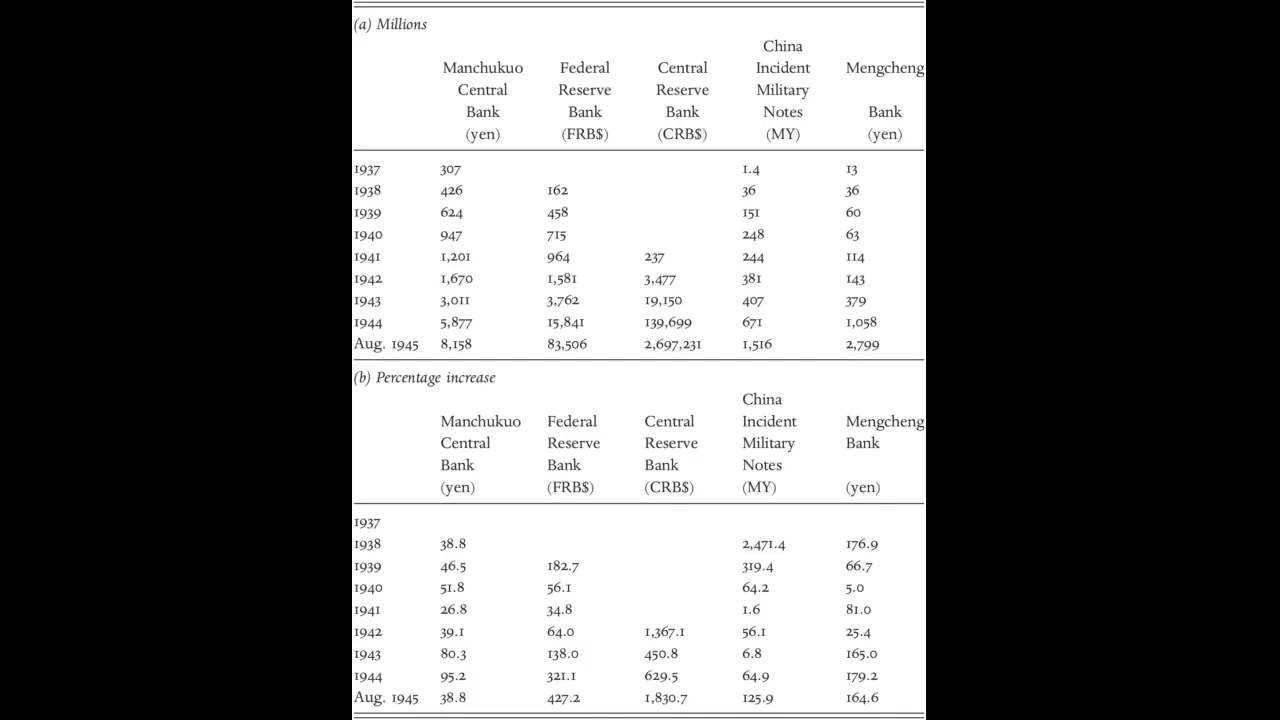 (a) Millions
China
Manchukuo Federal Central Incident Mengcheng
Central Reserve Reserve Military
Bank Bank Bank Notes Bank
(yen) (FRB$) (CRB$) (MY) (yen)
1937 307 1.4 13
1938 426 162 36 36
1939 624 458 151 60
1940 947 715 248 63
1941 1,201 964 237 244 114
1942 1,670 1,581 3,477 381 143
1943 3,011 3,762 19,150 407 379
1944 5,877 15,841 139,699 671 1,058
Aug. 1945 8,158 83,506 2,697,231 1,516 2,799
(b) Percentage increase
China
Manchukuo Federal Central Incident Mengcheng
Central Reserve Reserve Military Bank
Bank Bank Bank Notes
(yen) (FRB$) (CRB$) (MY) (yen)
1937
1938 38.8 2,471.4 176.9
1939 46.5 182.7 319.4 66.7
1940 51.8 56.1 64.2 5.0
1941 26.8 34.8 1.6 81.0
1942 39.1 64.0 1,367.1 56.1 25.4
1943 80.3 138.0 450.8 6.8 165.0
1944 95.2 321.1 629.5 64.9 179.2
Aug. 1945 38.8 427.2 1,830.7 125.9 164.6